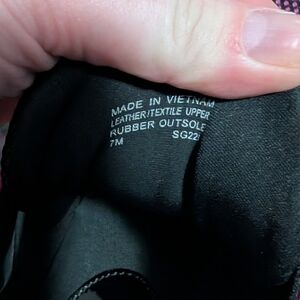 MADE IN VIETNAM
LEATHER/TEXTILE UPPER
RUBBER OUTSOLE
7M SG22